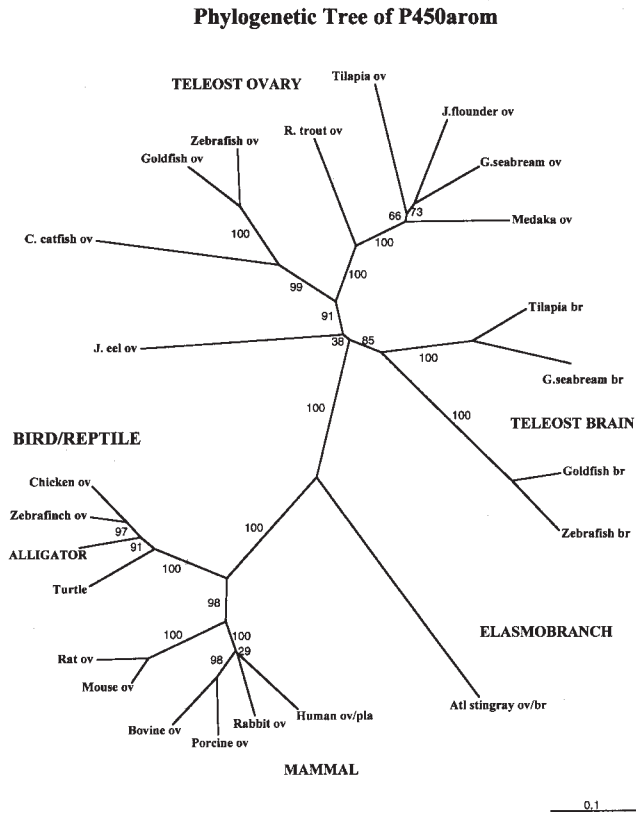 Phylogenetic Tree of P450arom
Tilapia ov
TELEOST OVARY
J.flounder ov
R. trout ov
Zebrafish ov
Goldfish ov
G.seabream ov
66
73
Medaka ov
100
C. catfish ov
100
100
99
91
Tilapia br
J. eel ov
38
85
100
G.seabream br
100
100
TELEOST BRAIN
BIRD/REPTILE
Goldfish br
Chicken ov
Zebrafinch ov
97
100
Zebrafish br
ALLIGATOR
91
100
Turtle
98
ELASMOBRANCH
100
100
29
Rat ov
98
Mouse ov
Atl stingray ov/br
Human ov/pla
Rabbit ov
Bovine ov
Porcine ov
MAMMAL
0.1